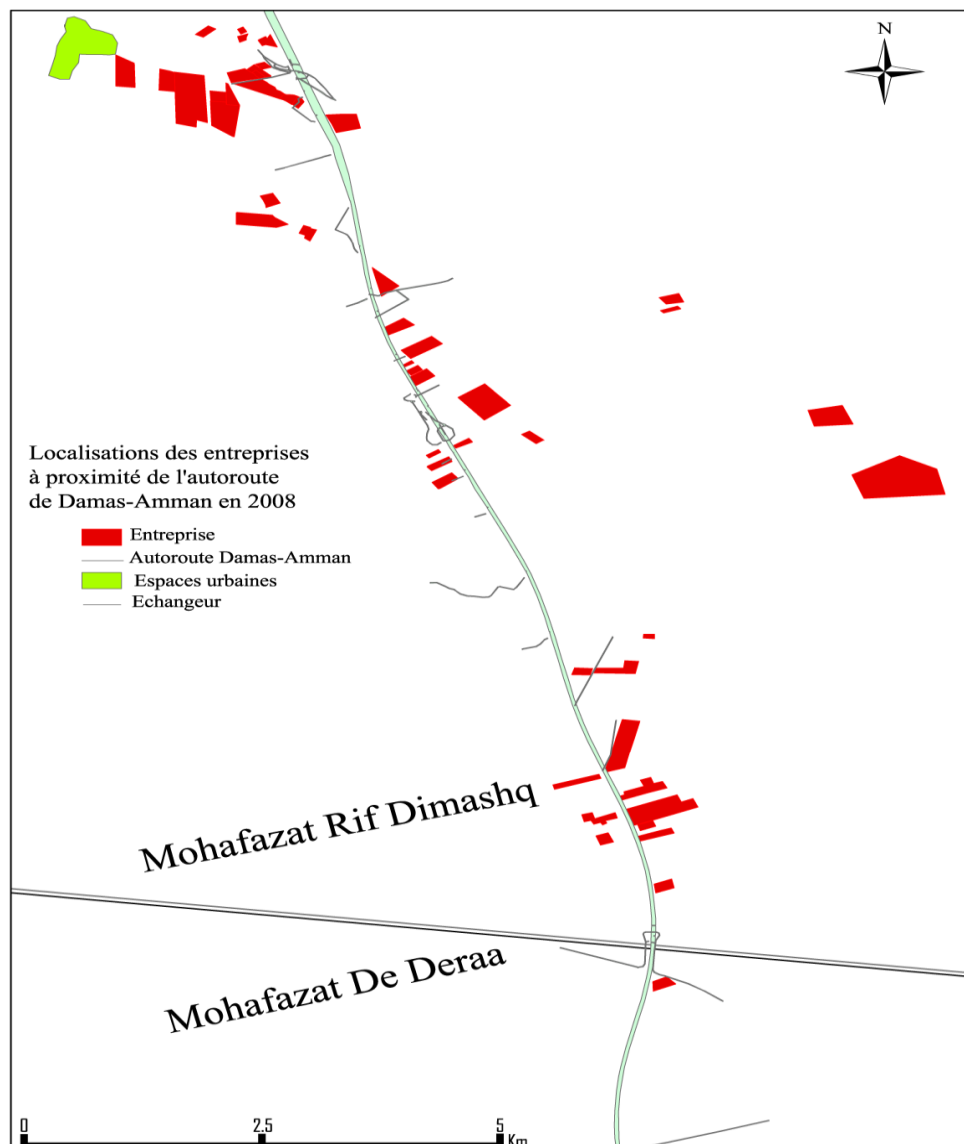 N
Localisations des entreprises
à proximité de l'autoroute
de Damas-Amman en 2008
Entreprise
Autoroute Damas-Amman
Espaces urbaines
Echangeur
Mohafazat Rif Dimashq
Mohafazat De Deraa
0 2.5 5
Km